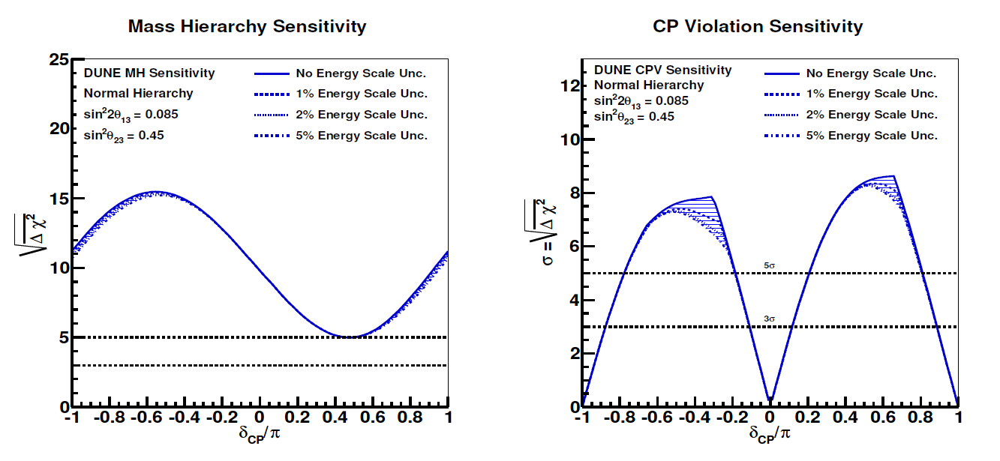 Mass Hierarchy Sensitivity
25
20
15
10
5
0
√Δ χ²
DUNE MH Sensitivity
Normal Hierarchy
sin²2θ₁₃ = 0.085
sin²θ₂₃ = 0.45
No Energy Scale Unc.
1% Energy Scale Unc.
2% Energy Scale Unc.
5% Energy Scale Unc.
-1 -0.8 -0.6 -0.4 -0.2 0 0.2 0.4 0.6 0.8 1
δCP/π
CP Violation Sensitivity
12
10
8
6
4
2
0
σ = √Δ χ²
DUNE CPV Sensitivity
Normal Hierarchy
sin²2θ₁₃ = 0.085
sin²θ₂₃ = 0.45
No Energy Scale Unc.
1% Energy Scale Unc.
2% Energy Scale Unc.
5% Energy Scale Unc.
5σ
3σ
-1 -0.8 -0.6 -0.4 -0.2 0 0.2 0.4 0.6 0.8 1
δCP/π